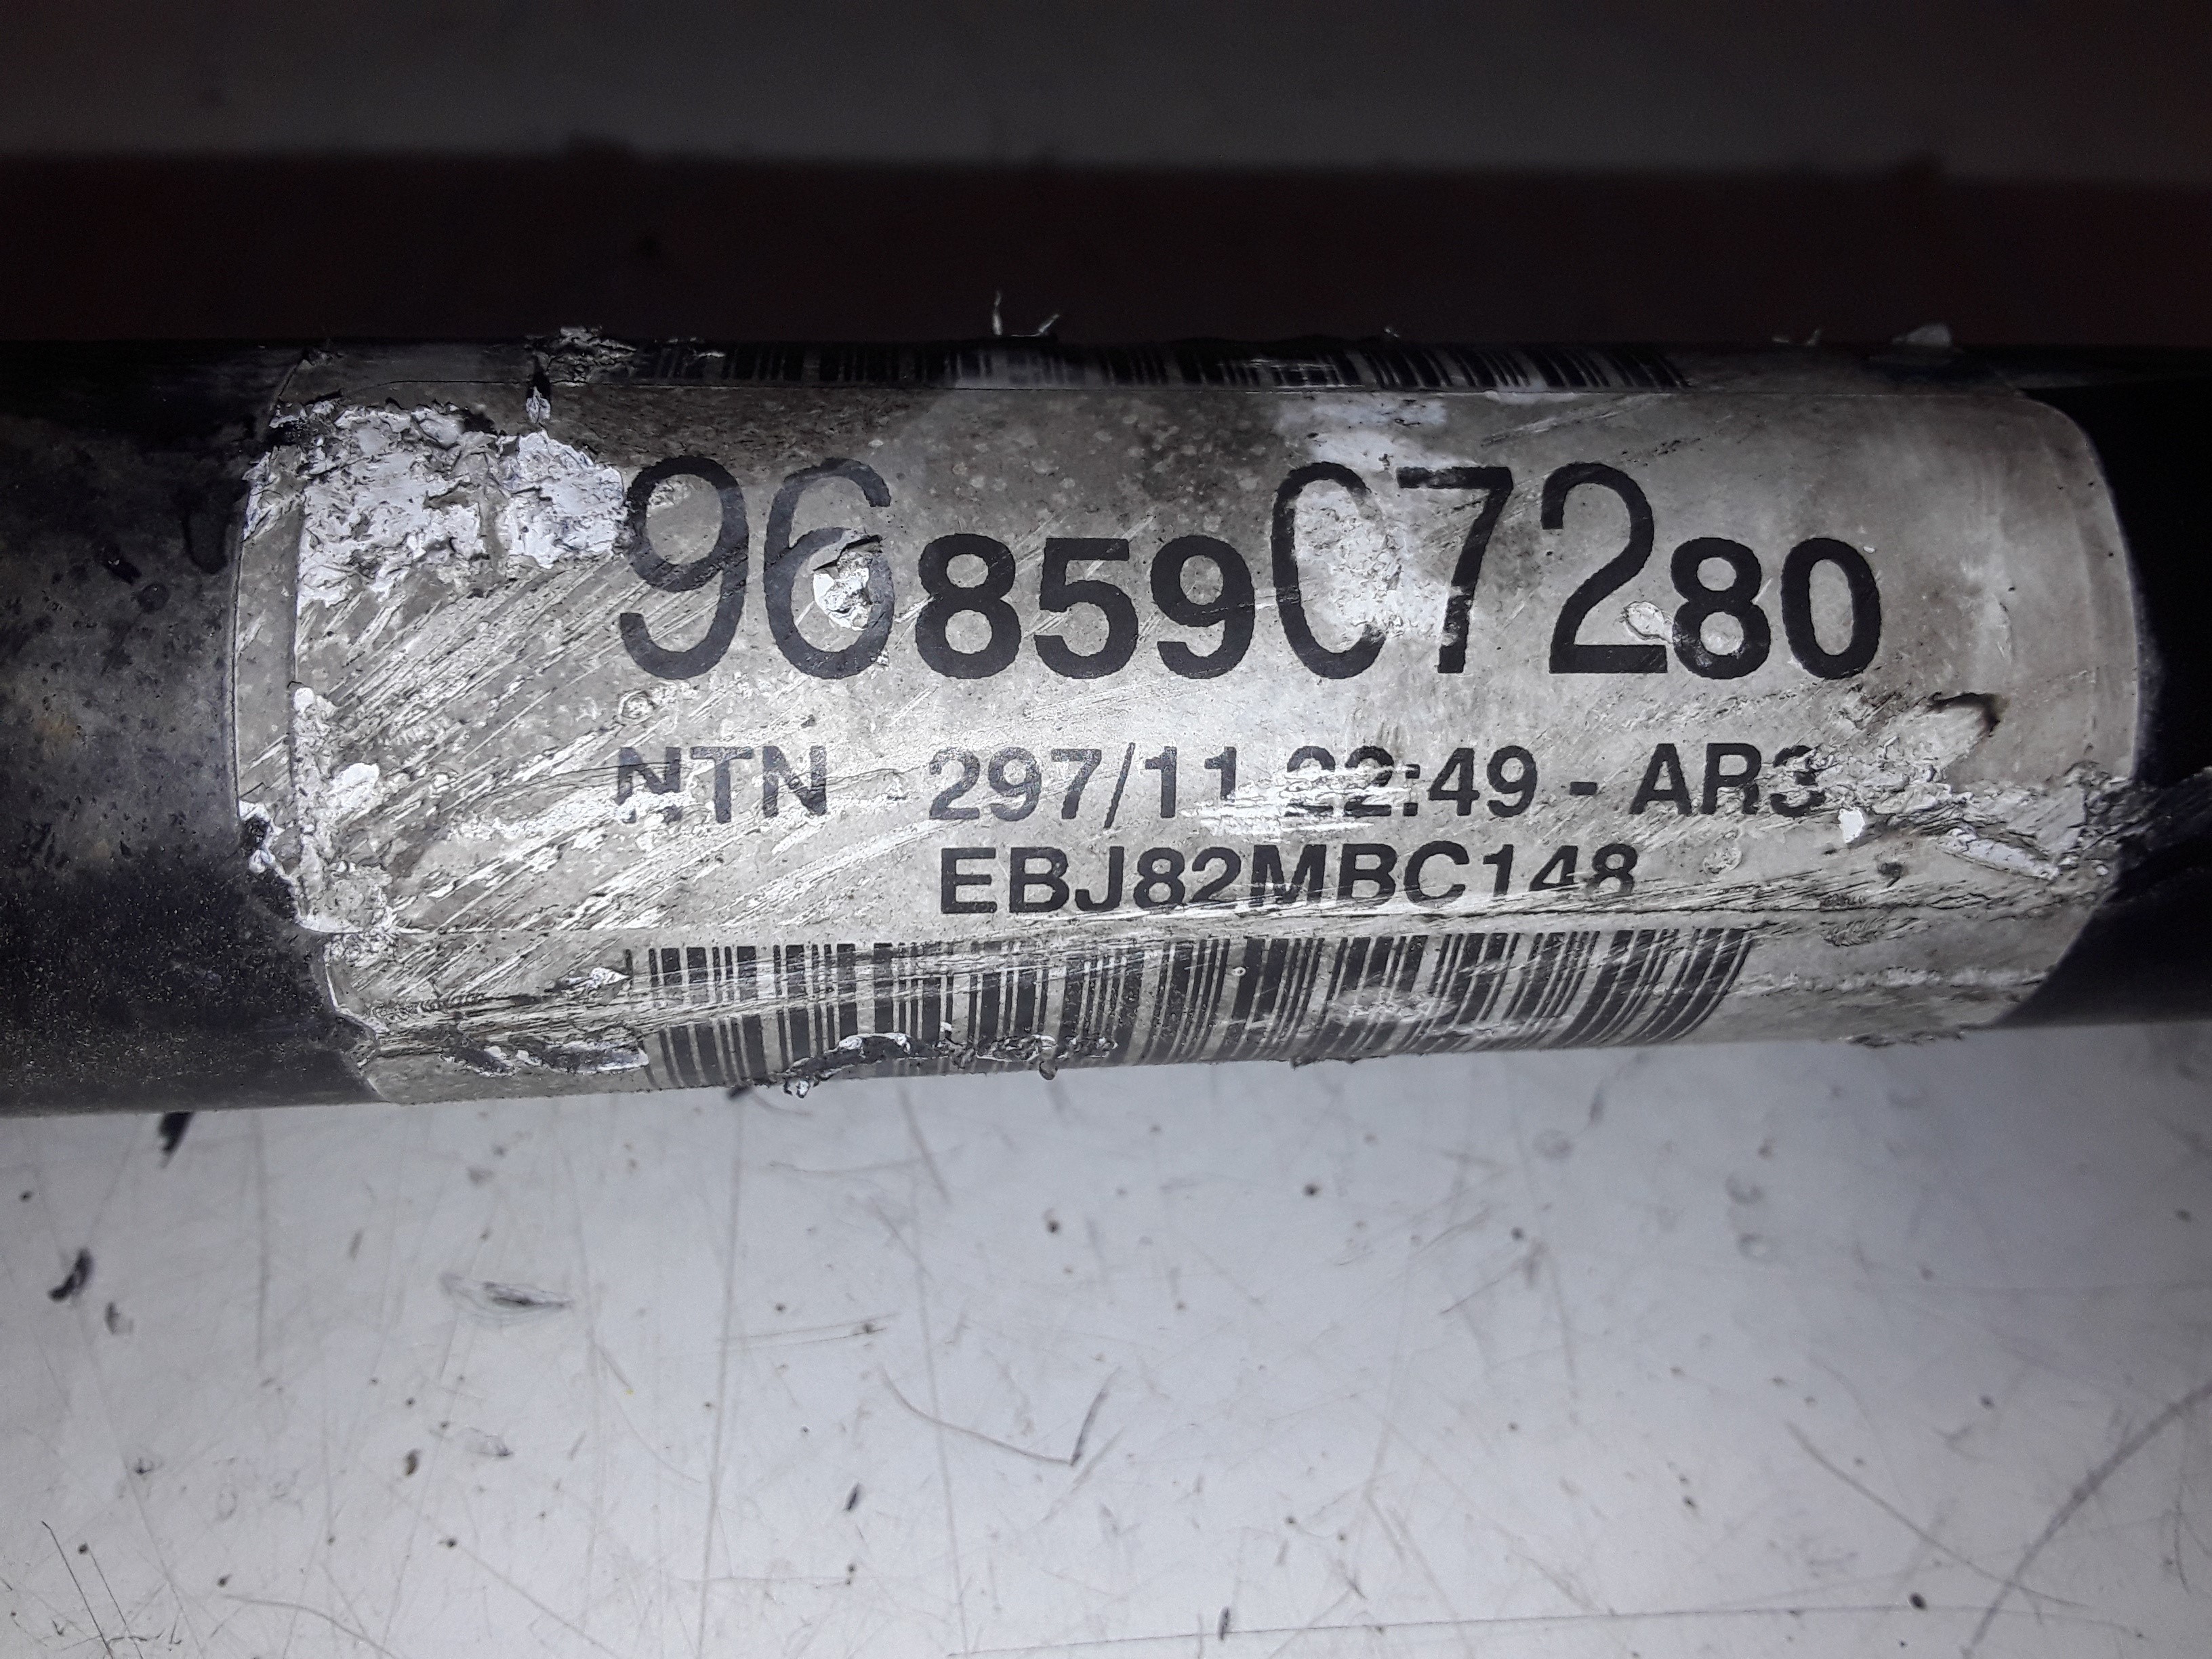 9685907280
NTN - 297/11 22:49 - AR3
EBJ82MBC148